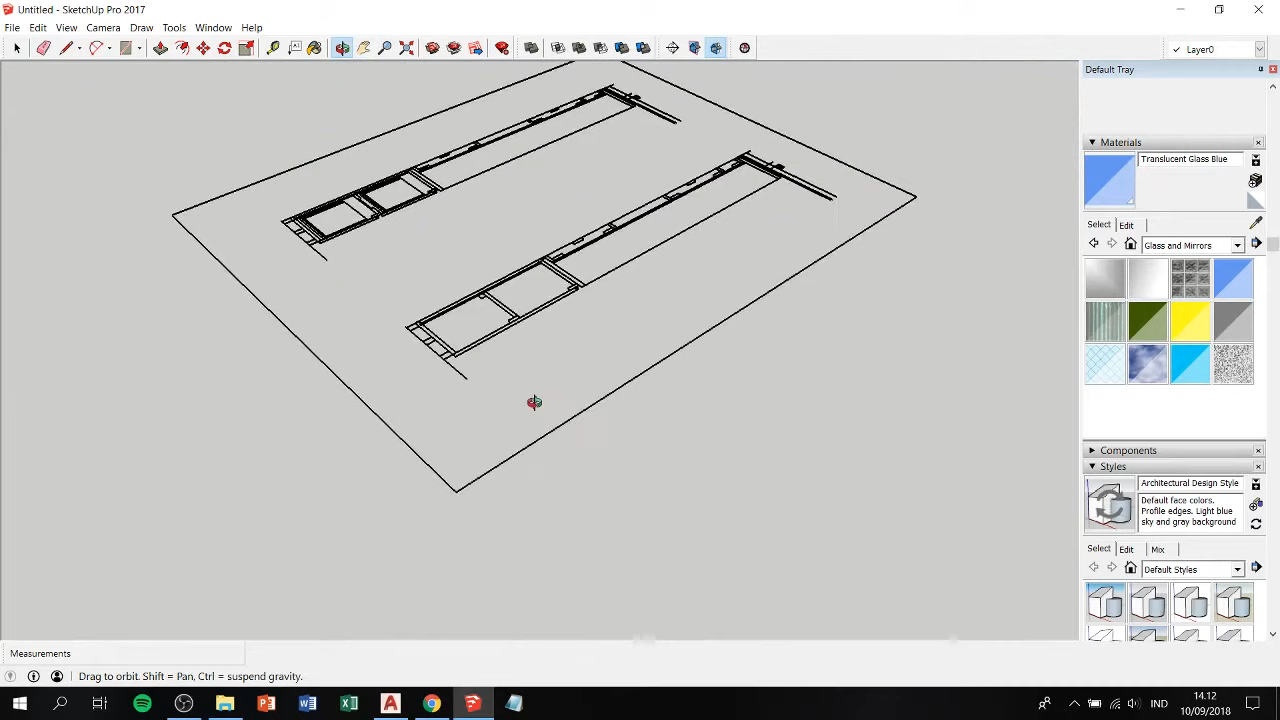 Untitled - SketchUp Pro 2017
File Edit View Camera Draw Tools Window Help
Layer0
Default Tray
Materials
Translucent Glass Blue
Select Edit
Glass and Mirrors
Components
Styles
Architectural Design Style
Default face colors.
Profile edges. Light blue
sky and gray background
Select Edit Mix
Default Styles
Measurements
Drag to orbit. Shift = Pan, Ctrl = suspend gravity.
IND
14.12
10/09/2018